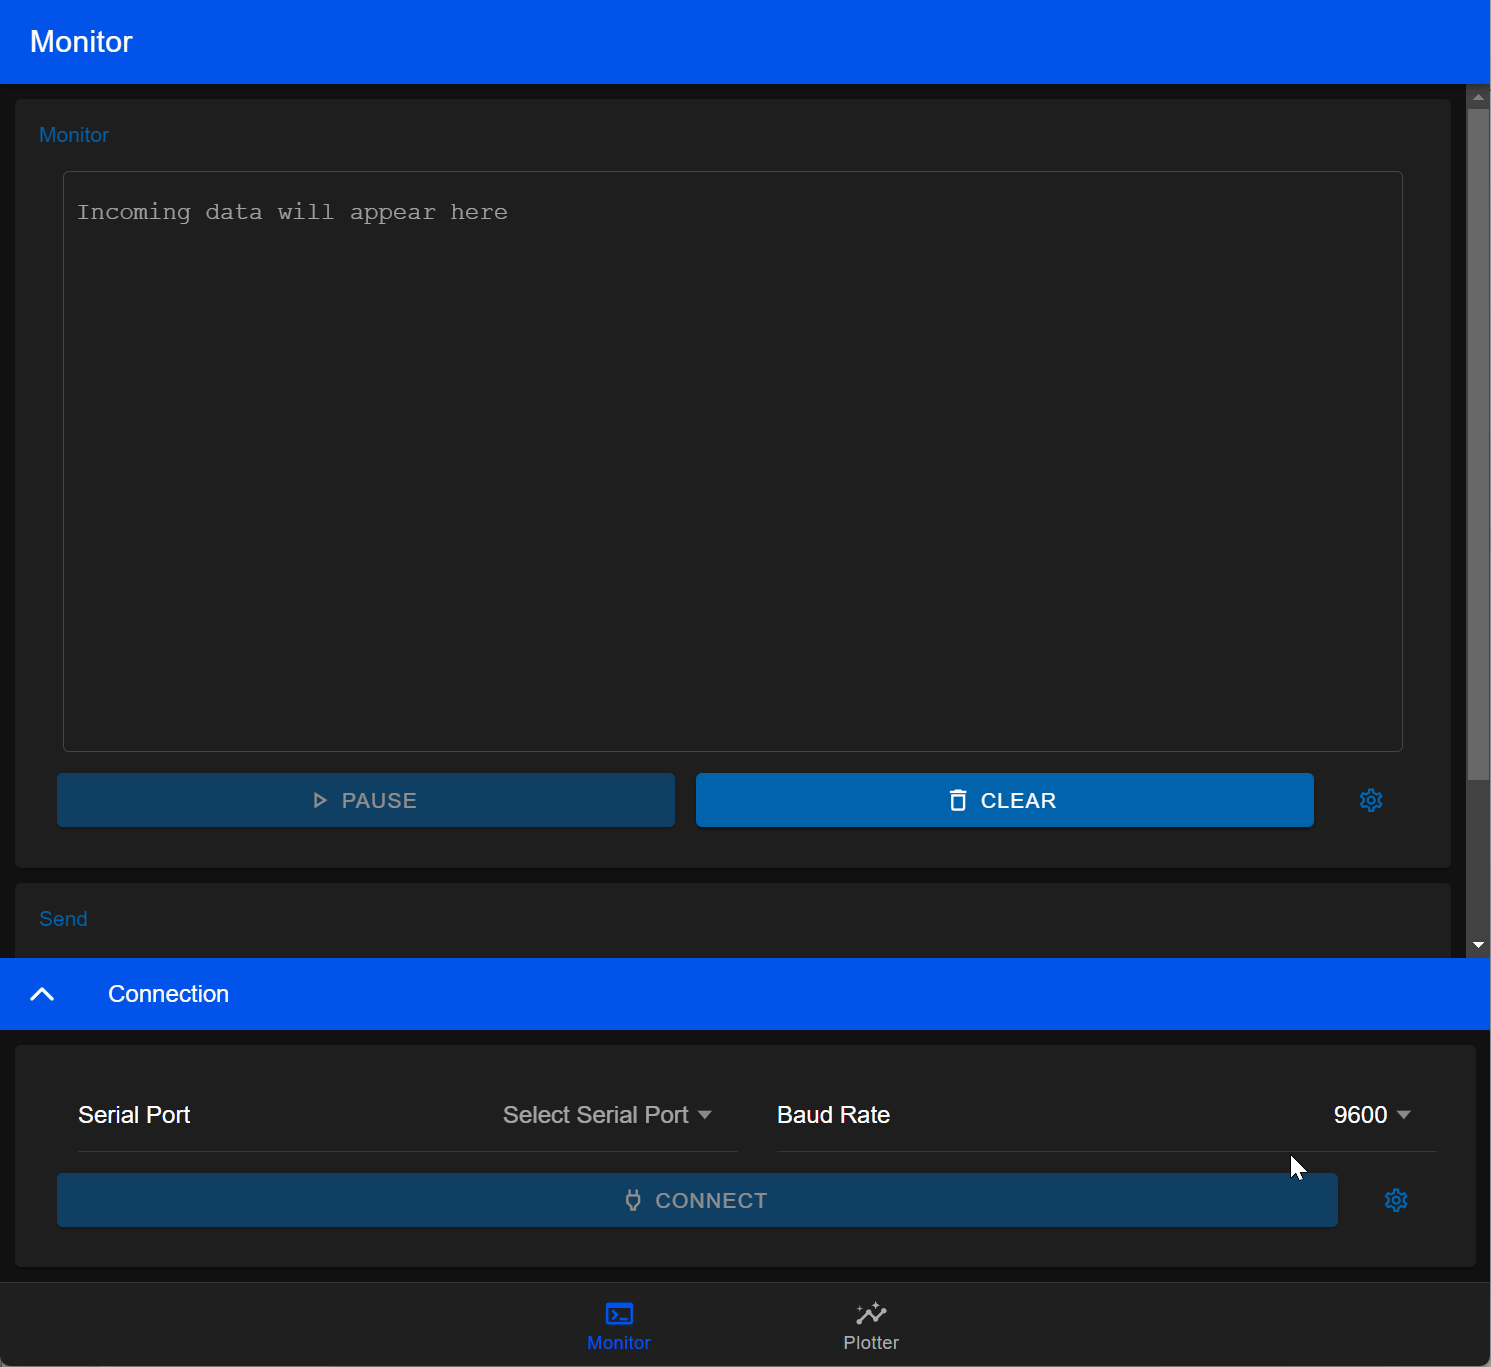 Monitor
Monitor
Incoming data will appear here
PAUSE
CLEAR
Send
Connection
Serial Port
Select Serial Port
Baud Rate
9600
CONNECT
Monitor
Plotter